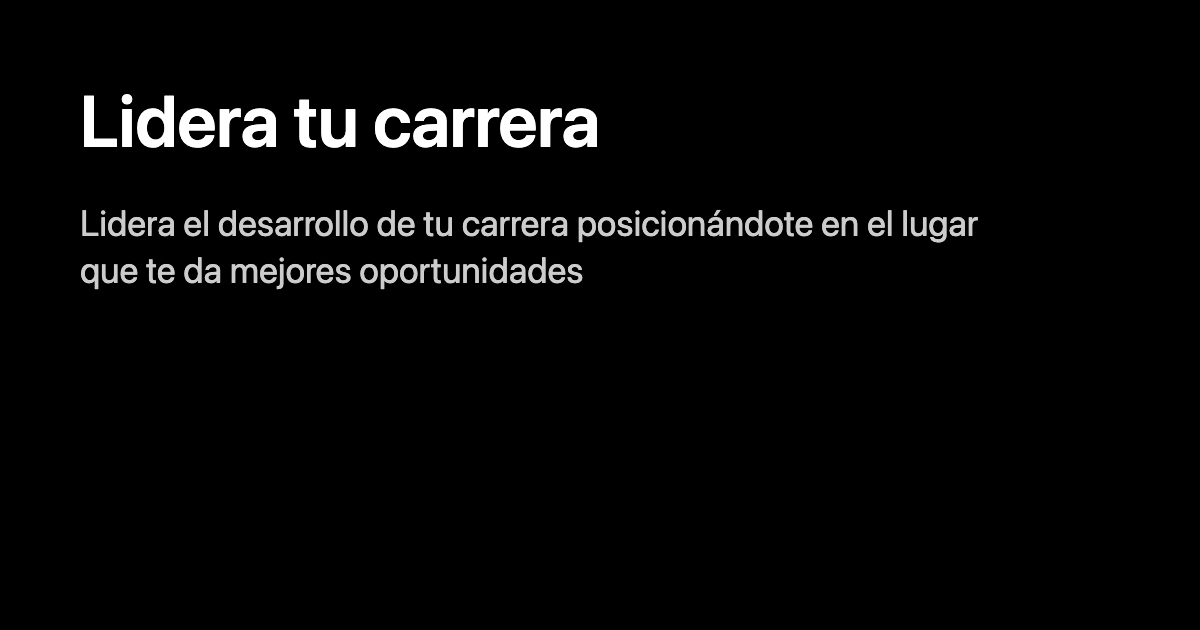 Lidera tu carrera
Lidera el desarrollo de tu carrera posicionándote en el lugar
que te da mejores oportunidades